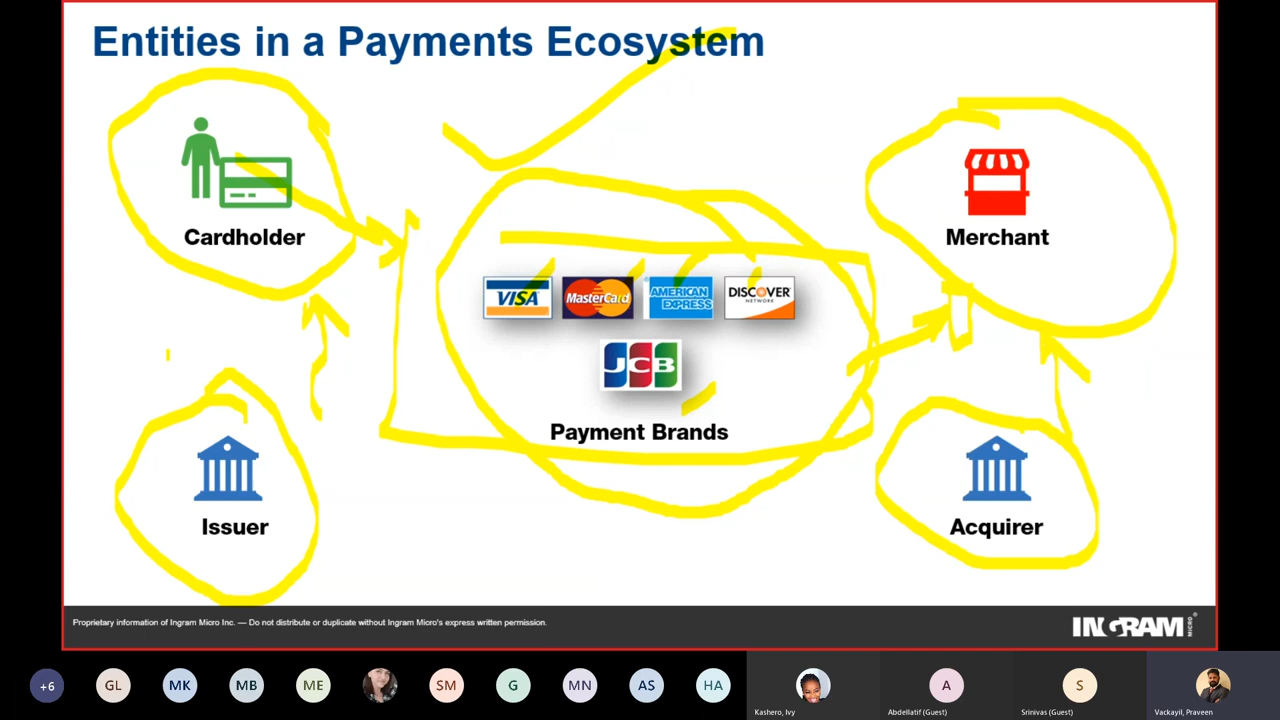 Entities in a Payments Ecosystem
Cardholder
Merchant
VISA
MasterCard
AMERICAN EXPRESS
DISCOVER
NETWORK
JCB
Payment Brands
Issuer
Acquirer
Proprietary information of Ingram Micro Inc. — Do not distribute or duplicate without Ingram Micro's express written permission.
INGRAM MICRO
+6
GL
MK
MB
ME
SM
G
MN
AS
HA
A
S
Kashero, Ivy
Abdellatif (Guest)
Srinivas (Guest)
Vackayil, Praveen